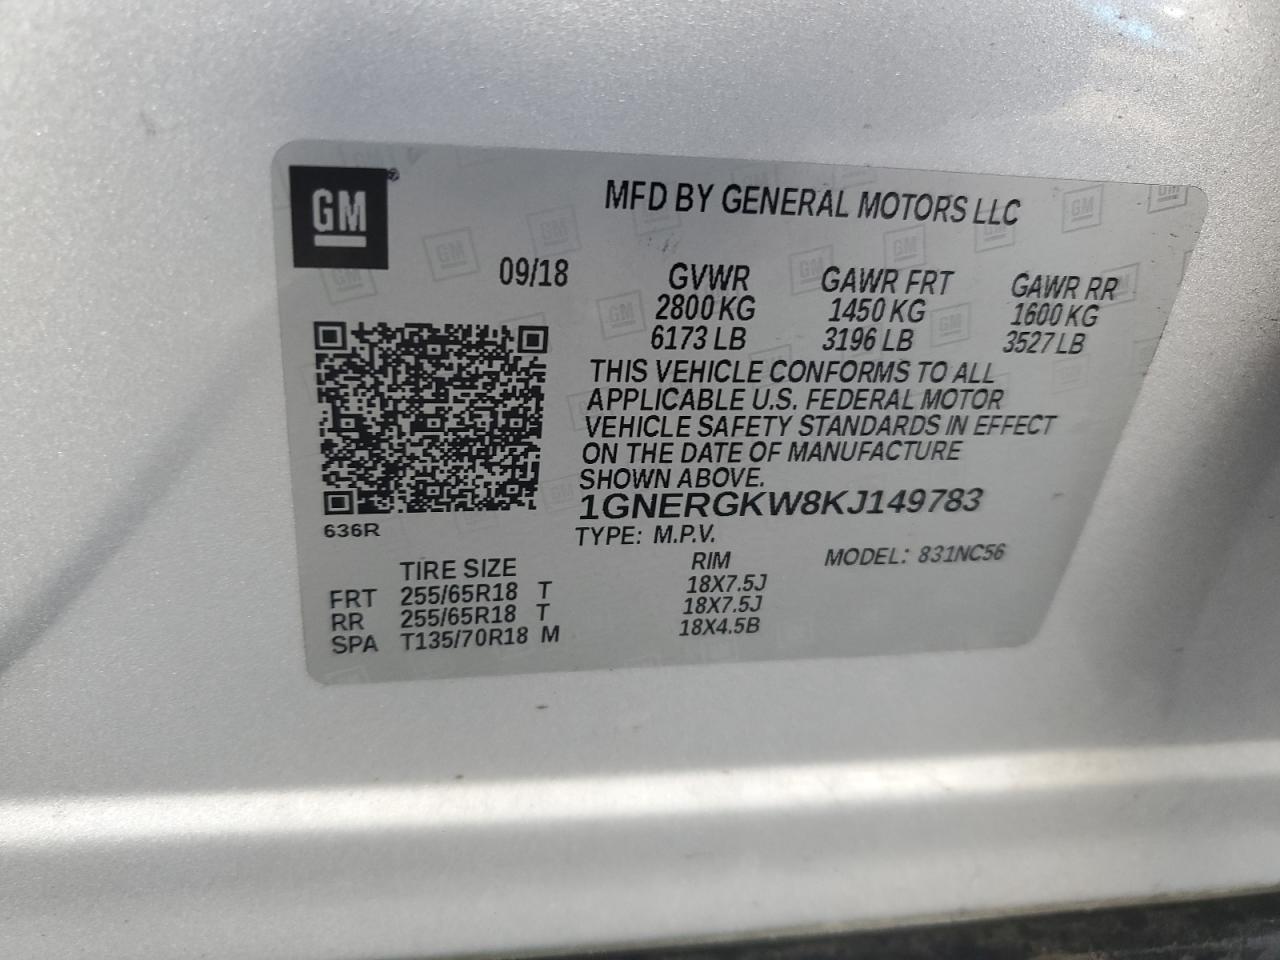 GM
MFD BY GENERAL MOTORS LLC
09/18 GVWR GAWR FRT GAWR RR
2800 KG 1450 KG 1600 KG
6173 LB 3196 LB 3527 LB
THIS VEHICLE CONFORMS TO ALL
APPLICABLE U.S. FEDERAL MOTOR
VEHICLE SAFETY STANDARDS IN EFFECT
ON THE DATE OF MANUFACTURE
SHOWN ABOVE.
1GNERGKW8KJ149783
636R
TYPE: M.P.V. MODEL: 831NC56
TIRE SIZE RIM
FRT 255/65R18 T 18X7.5J
RR 255/65R18 T 18X7.5J
SPA T135/70R18 M 18X4.5B